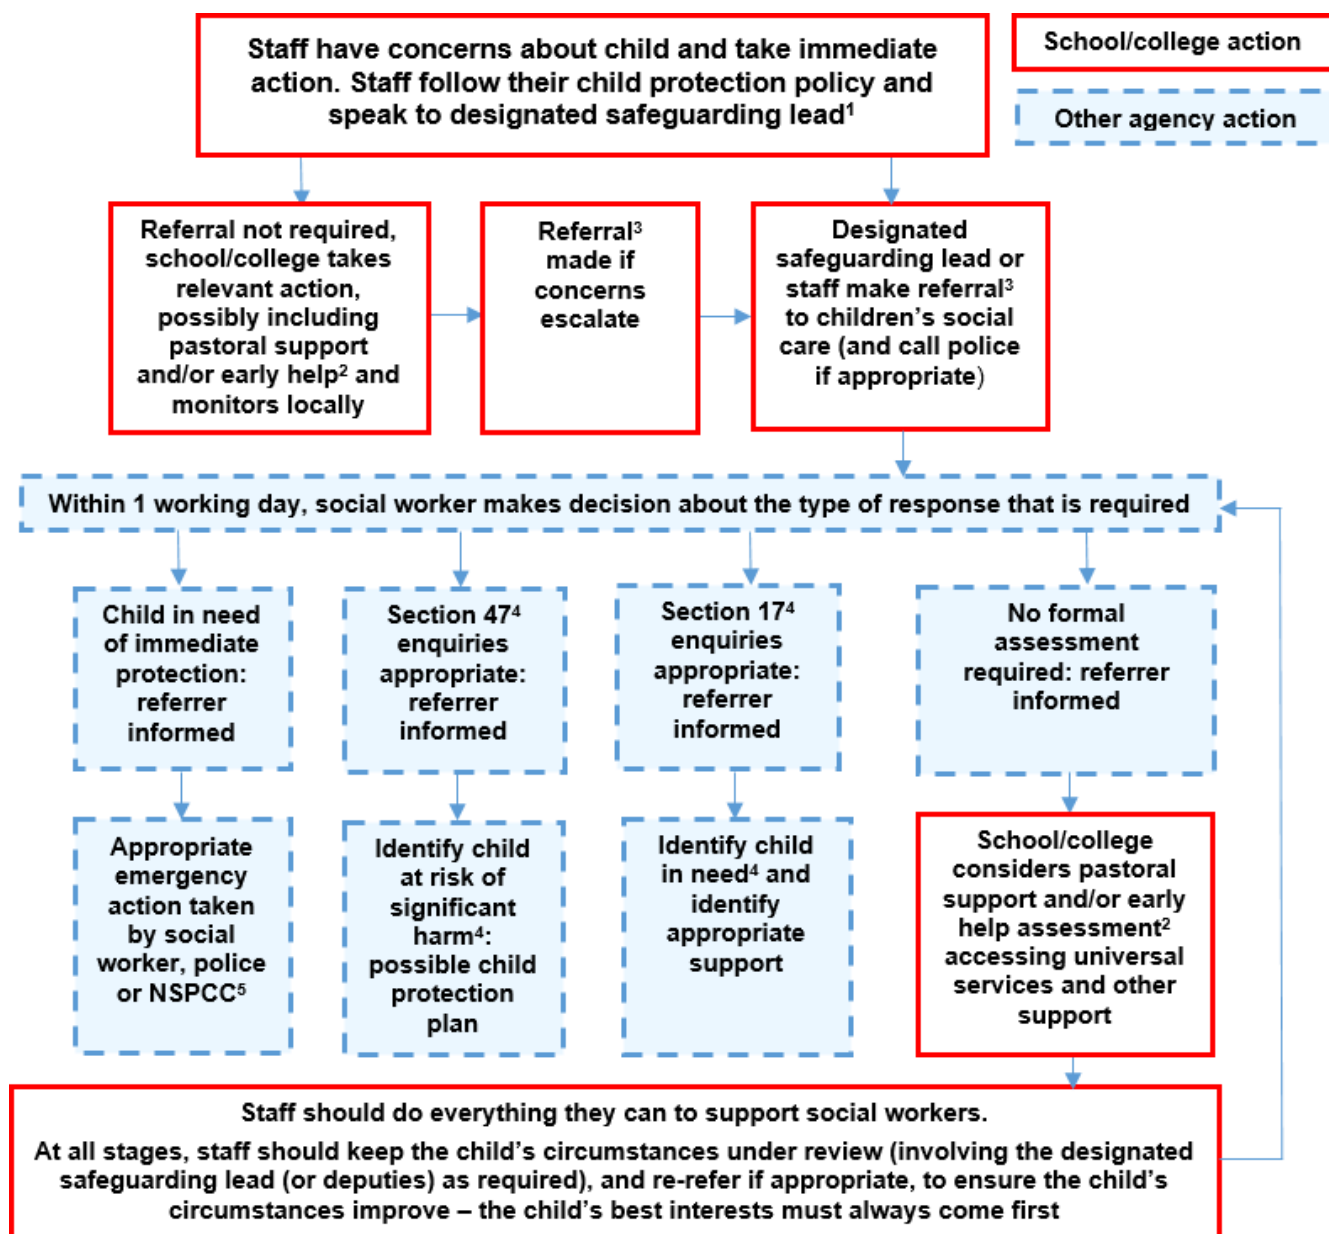 Staff have concerns about child and take immediate
action. Staff follow their child protection policy and
speak to designated safeguarding lead¹
School/college action
Other agency action
Referral not required,
school/college takes
relevant action,
possibly including
pastoral support
and/or early help² and
monitors locally
Referral³
made if
concerns
escalate
Designated
safeguarding lead or
staff make referral³
to children’s social
care (and call police
if appropriate)
Within 1 working day, social worker makes decision about the type of response that is required
Child in need
of immediate
protection:
referrer
informed
Section 47⁴
enquiries
appropriate:
referrer
informed
Section 17⁴
enquiries
appropriate:
referrer
informed
No formal
assessment
required: referrer
informed
Appropriate
emergency
action taken
by social
worker, police
or NSPCC⁵
Identify child
at risk of
significant
harm⁴:
possible child
protection
plan
Identify child
in need⁴ and
identify
appropriate
support
School/college
considers pastoral
support and/or early
help assessment²
accessing universal
services and other
support
Staff should do everything they can to support social workers.
At all stages, staff should keep the child’s circumstances under review (involving the designated
safeguarding lead (or deputies) as required), and re-refer if appropriate, to ensure the child’s
circumstances improve – the child’s best interests must always come first